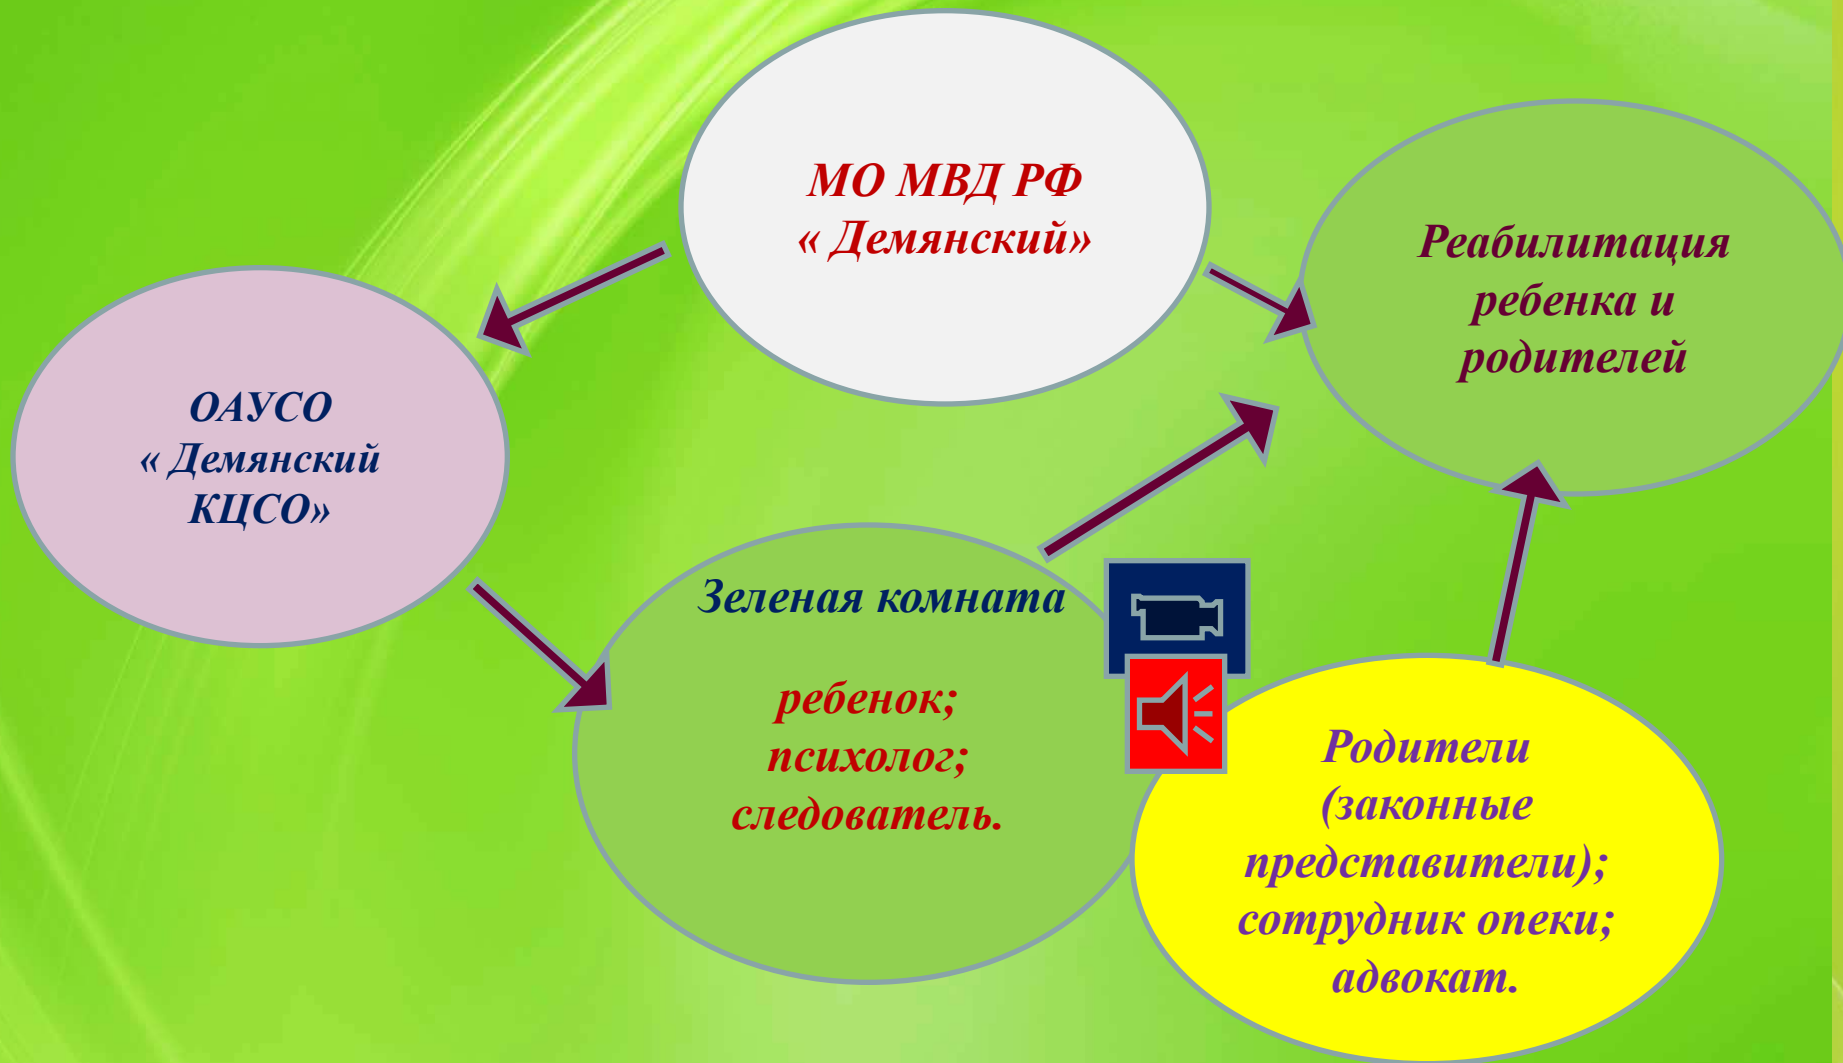 МО МВД РФ
« Демянский»
Реабилитация
ребенка и
родителей
ОАУСО
« Демянский
КЦСО»
Зеленая комната
ребенок;
психолог;
следователь.
Родители
(законные
представители);
сотрудник опеки;
адвокат.